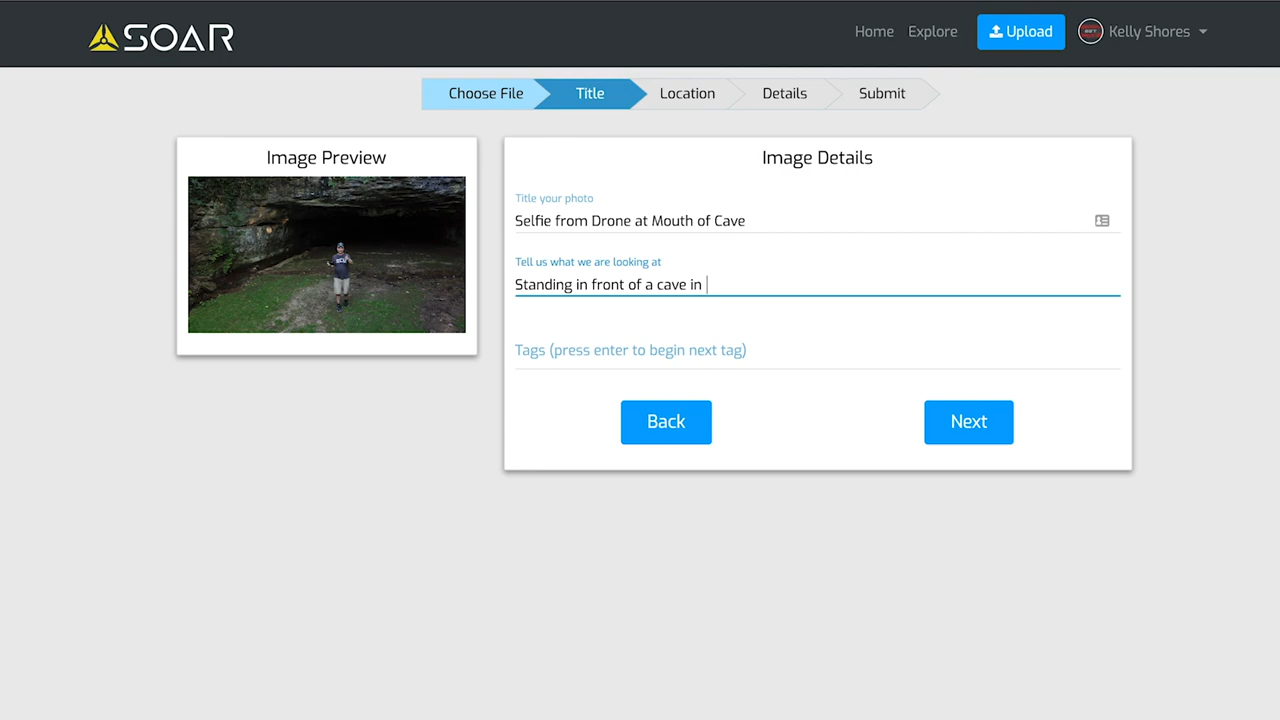 SOAR
Home Explore Upload Kelly Shores
Choose File Title Location Details Submit
Image Preview
Image Details
Title your photo
Selfie from Drone at Mouth of Cave
Tell us what we are looking at
Standing in front of a cave in
Tags (press enter to begin next tag)
Back Next